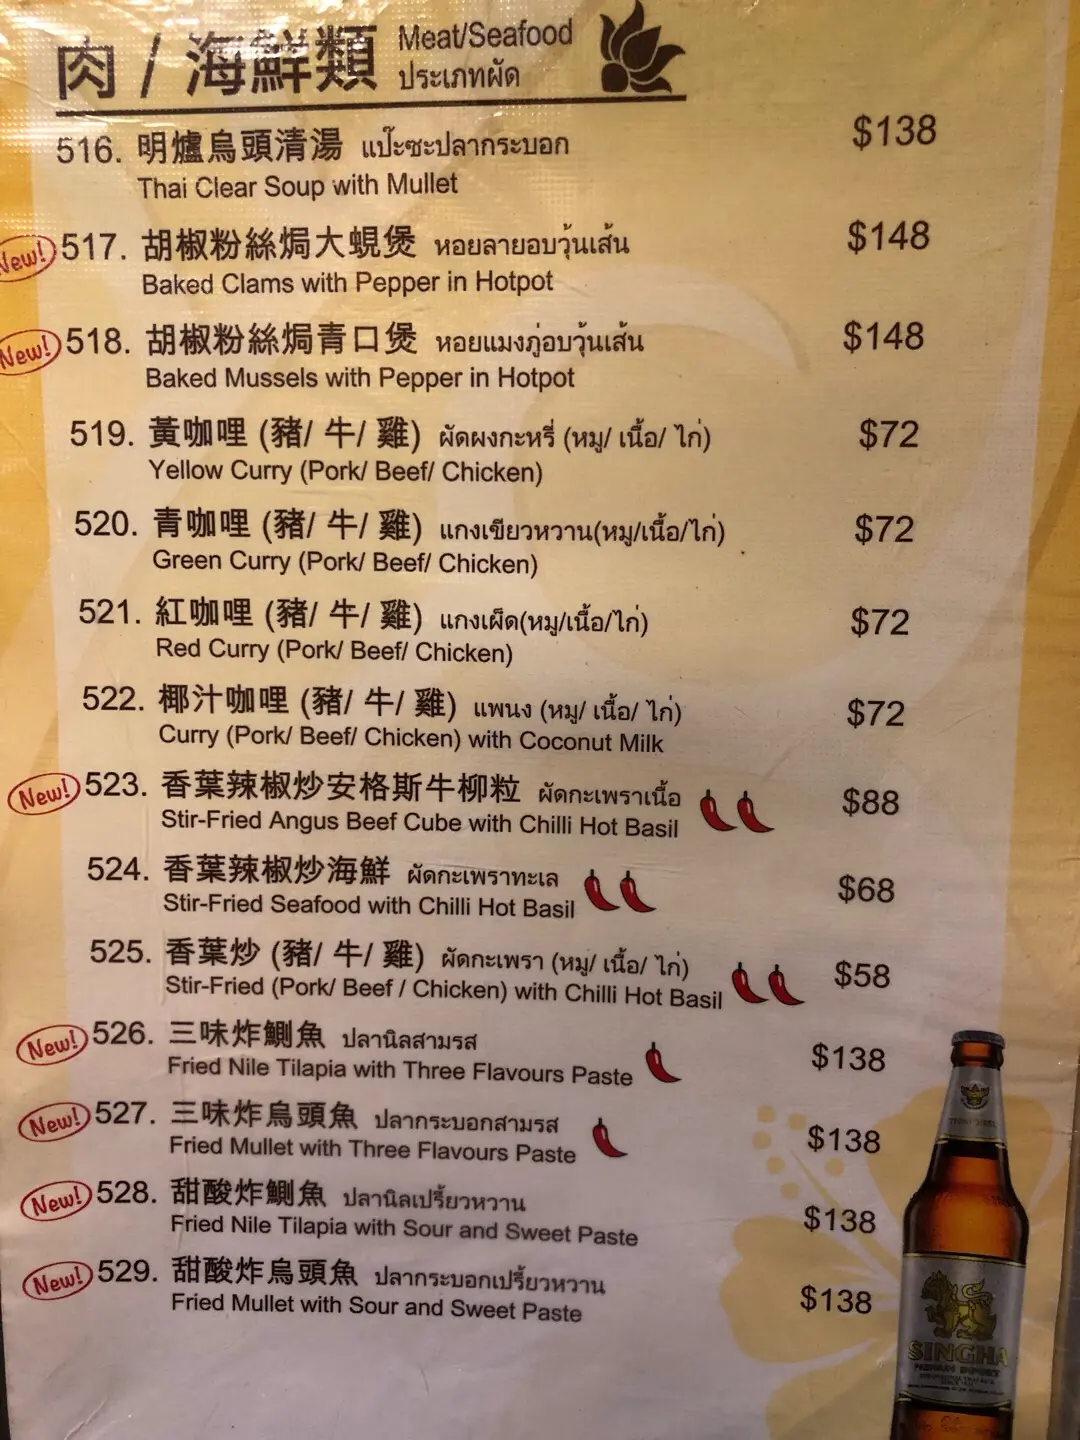 肉 / 海鮮類 Meat/Seafood
ประเภทผัด
516. 明爐烏頭清湯 แป๊ะซะปลากระบอก $138
Thai Clear Soup with Mullet
New! 517. 胡椒粉絲焗大蜆煲 หอยลายอบวุ้นเส้น $148
Baked Clams with Pepper in Hotpot
New! 518. 胡椒粉絲焗青口煲 หอยแมงภู่อบวุ้นเส้น $148
Baked Mussels with Pepper in Hotpot
519. 黃咖哩 (豬/ 牛/ 雞) ผัดผงกะหรี่ (หมู/ เนื้อ/ ไก่) $72
Yellow Curry (Pork/ Beef/ Chicken)
520. 青咖哩 (豬/ 牛/ 雞) แกงเขียวหวาน(หมู/เนื้อ/ไก่) $72
Green Curry (Pork/ Beef/ Chicken)
521. 紅咖哩 (豬/ 牛/ 雞) แกงเผ็ด(หมู/เนื้อ/ไก่) $72
Red Curry (Pork/ Beef/ Chicken)
522. 椰汁咖哩 (豬/ 牛/ 雞) แพนง (หมู/ เนื้อ/ ไก่) $72
Curry (Pork/ Beef/ Chicken) with Coconut Milk
New! 523. 香葉辣椒炒安格斯牛柳粒 ผัดกะเพราเนื้อ $88
Stir-Fried Angus Beef Cube with Chilli Hot Basil
524. 香葉辣椒炒海鮮 ผัดกะเพราทะเล $68
Stir-Fried Seafood with Chilli Hot Basil
525. 香葉炒 (豬/ 牛/ 雞) ผัดกะเพรา (หมู/ เนื้อ/ ไก่) $58
Stir-Fried (Pork/ Beef / Chicken) with Chilli Hot Basil
New! 526. 三味炸鰂魚 ปลานิลสามรส $138
Fried Nile Tilapia with Three Flavours Paste
New! 527. 三味炸烏頭魚 ปลากระบอกสามรส $138
Fried Mullet with Three Flavours Paste
New! 528. 甜酸炸鰂魚 ปลานิลเปรี้ยวหวาน $138
Fried Nile Tilapia with Sour and Sweet Paste
New! 529. 甜酸炸烏頭魚 ปลากระบอกเปรี้ยวหวาน $138
Fried Mullet with Sour and Sweet Paste
SINGHA